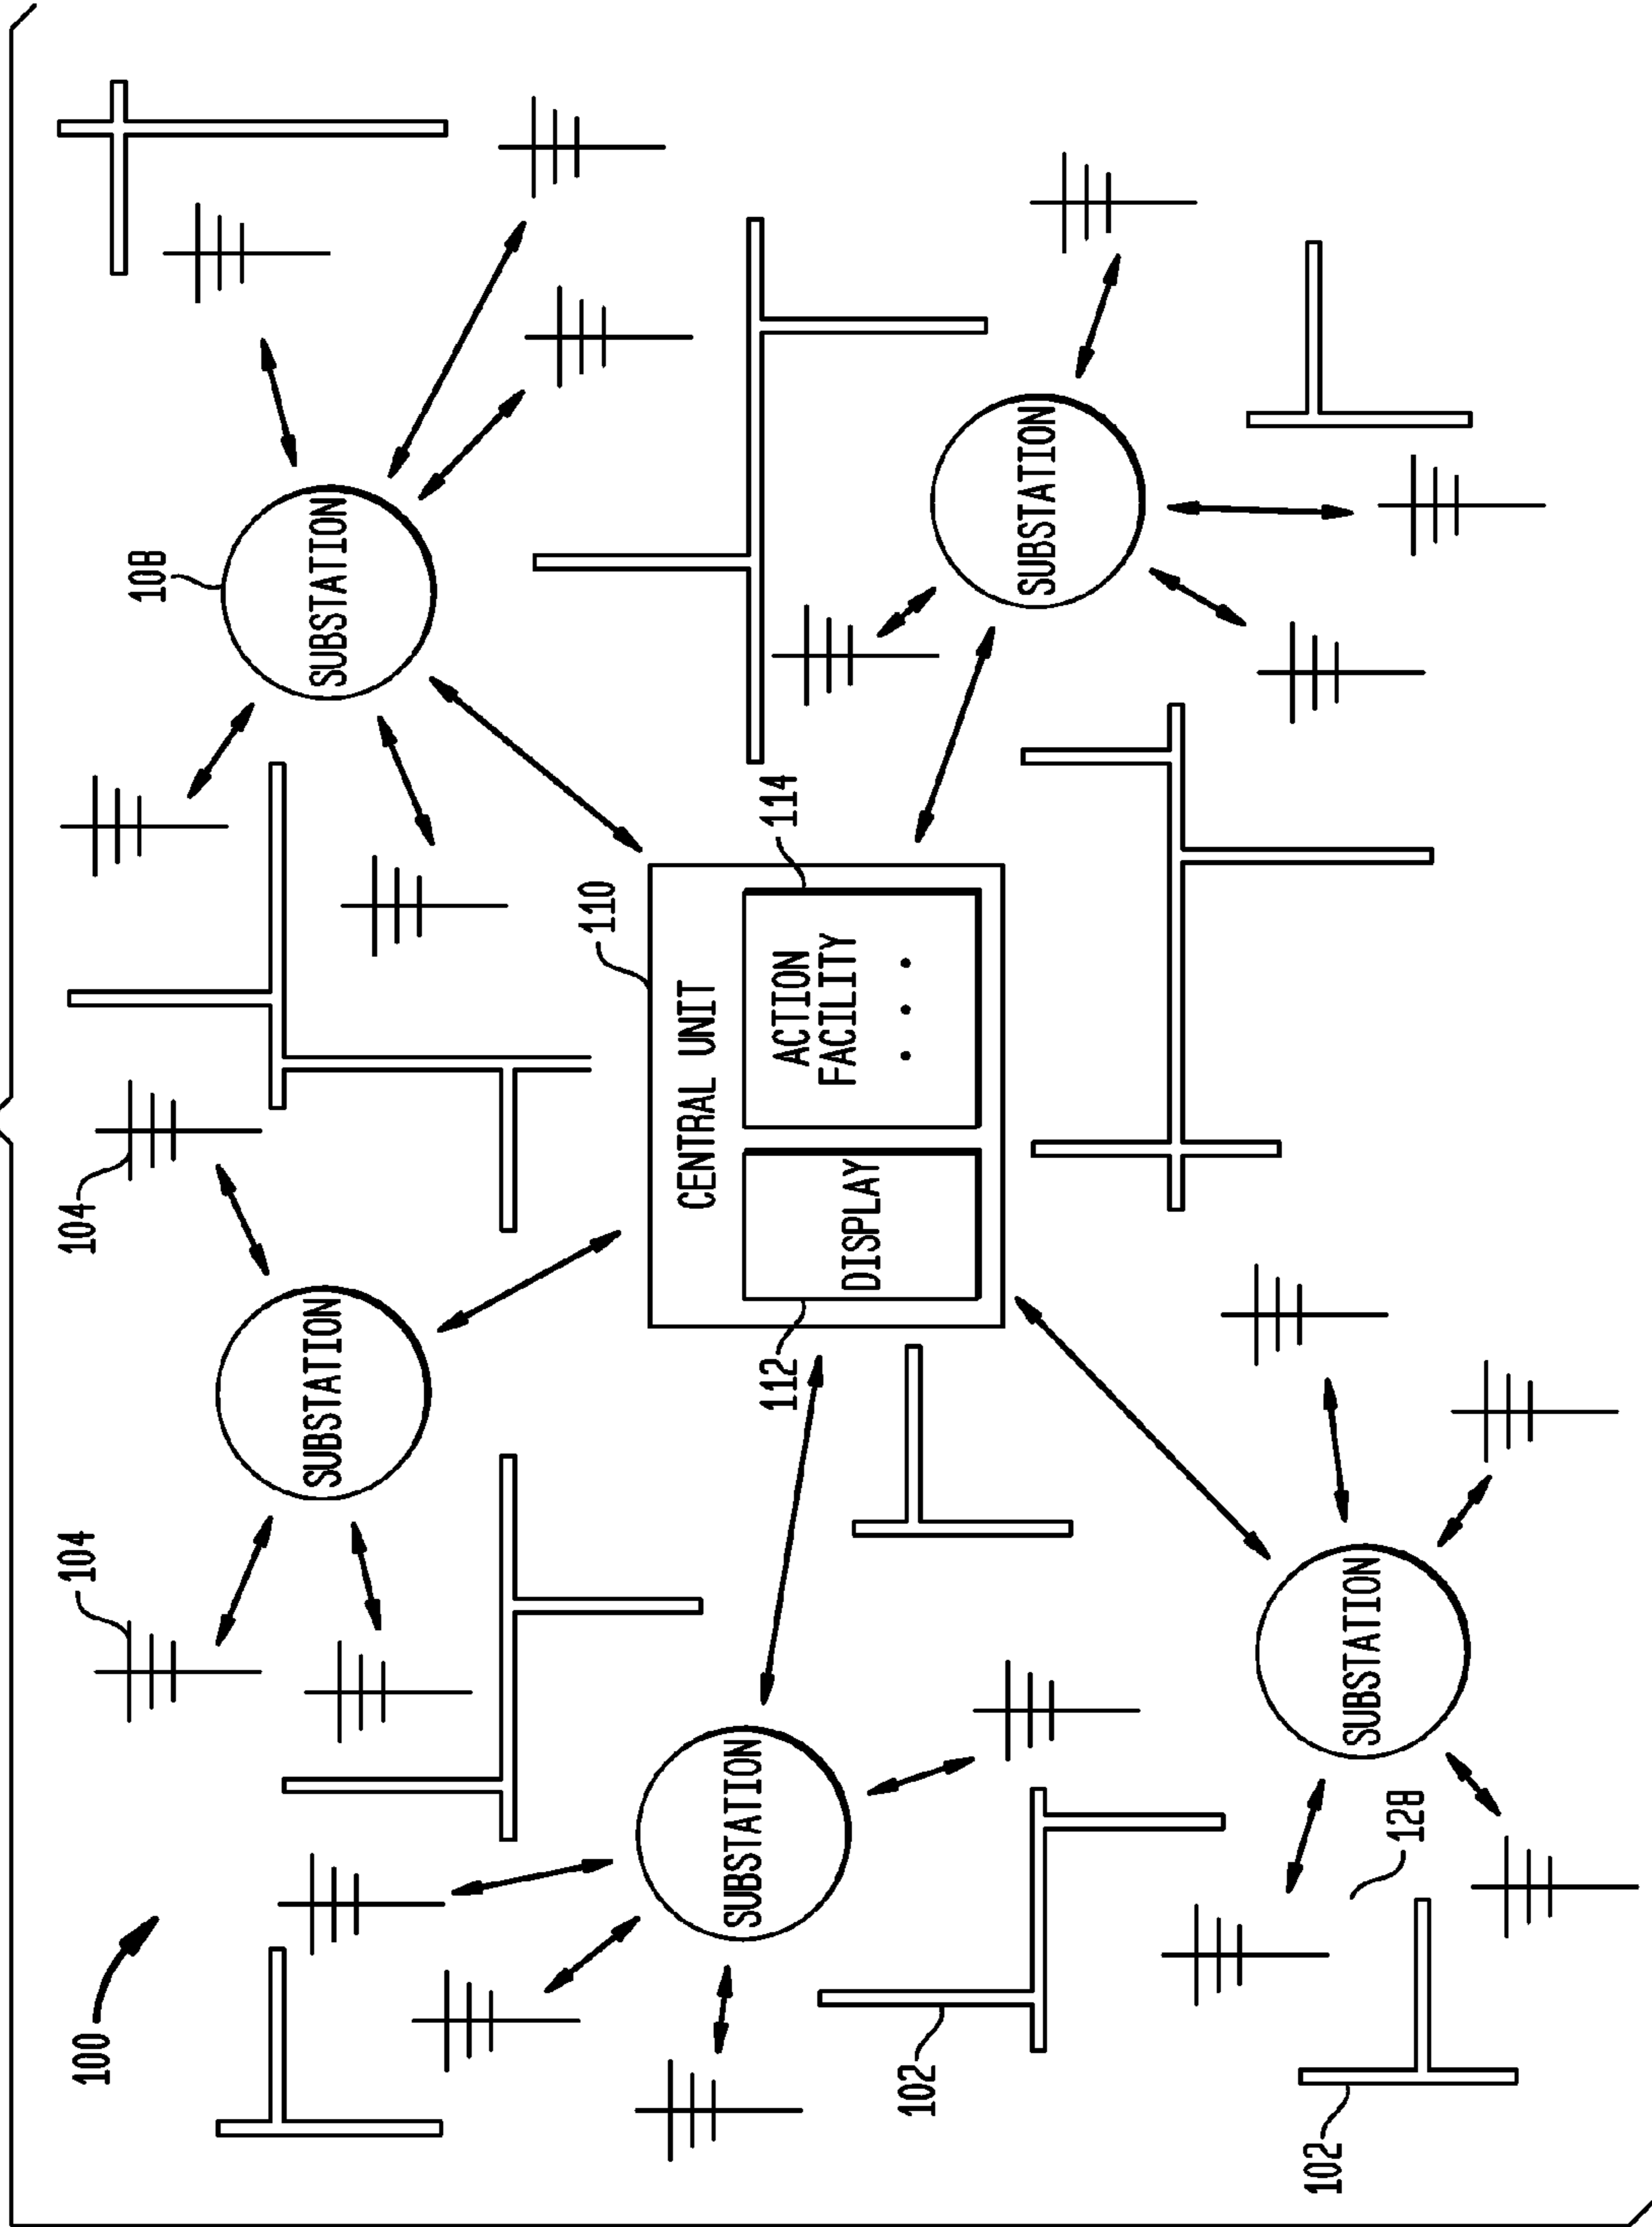 100
104
104
108
SUBSTATION
SUBSTATION
110
CENTRAL UNIT
SUBSTATION
112
DISPLAY
114
ACTION
FACILITY
102
SUBSTATION
102
SUBSTATION
128